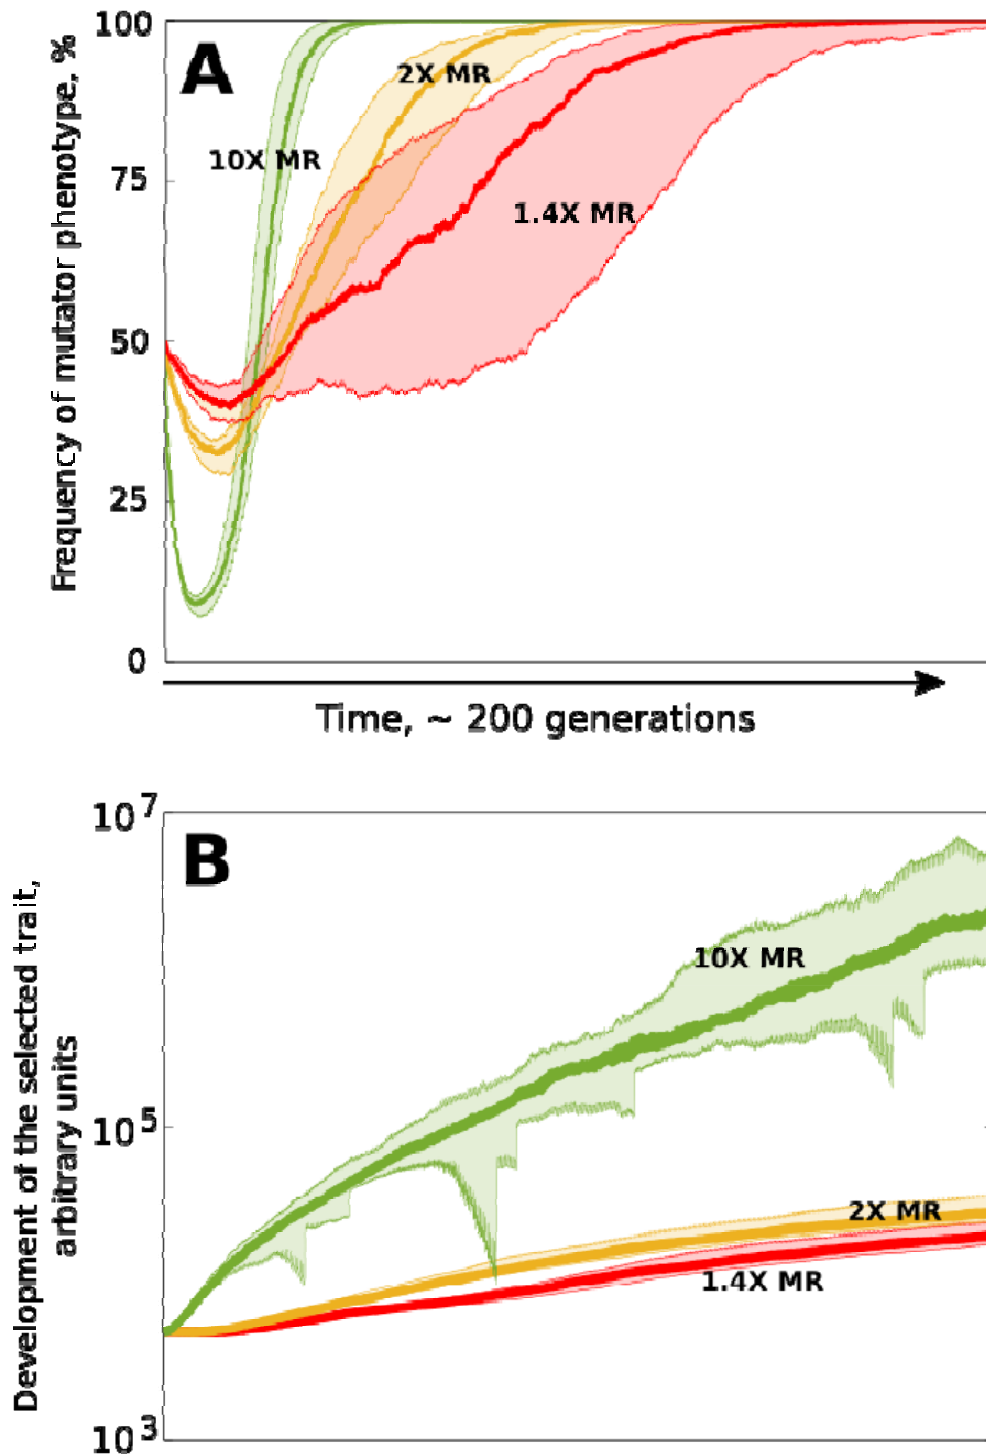 Frequency of mutator phenotype, %
100
75
50
25
0
A
10X MR
2X MR
1.4X MR
Time, ~ 200 generations
Development of the selected trait,
arbitrary units
10^7
10^5
10^3
B
10X MR
2X MR
1.4X MR